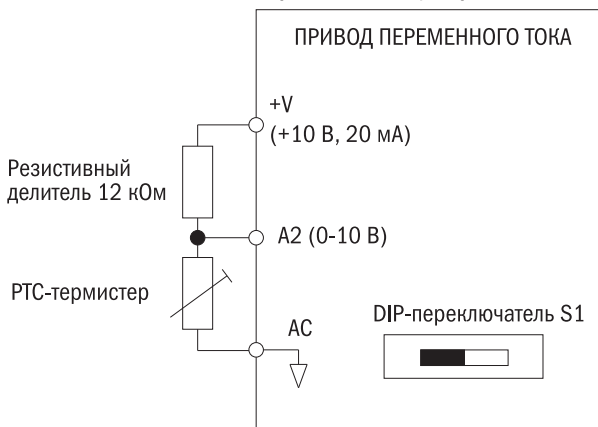 ПРИВОД ПЕРЕМЕННОГО ТОКА
+V
(+10 В, 20 мА)
Резистивный
делитель 12 кОм
A2 (0-10 В)
PTC-термистер
AC
DIP-переключатель S1